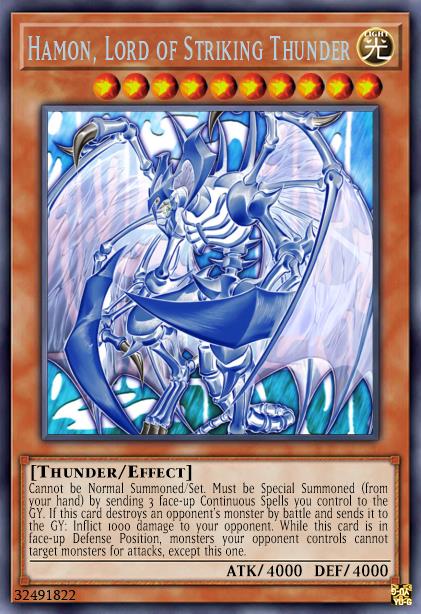 Hamon, Lord of Striking Thunder
LIGHT
光
[Thunder/Effect]
Cannot be Normal Summoned/Set. Must be Special Summoned (from
your hand) by sending 3 face-up Continuous Spells you control to the
GY. If this card destroys an opponent's monster by battle and sends it to
the GY: Inflict 1000 damage to your opponent. While this card is in
face-up Defense Position, monsters your opponent controls cannot
target monsters for attacks, except this one.
ATK/4000 DEF/4000
32491822